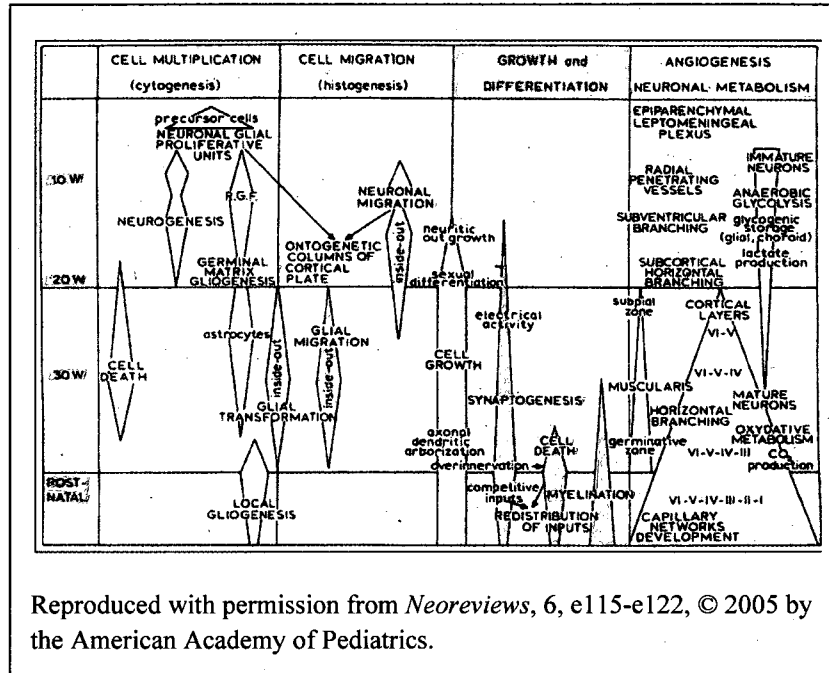 CELL MULTIPLICATION
(cytogenesis)
CELL MIGRATION
(histogenesis)
GROWTH and
DIFFERENTIATION
ANGIOGENESIS
NEURONAL METABOLISM
10 W
20 W
30 W
POST-
NATAL
precursor cells
NEURONAL GLIAL
PROLIFERATIVE
UNITS
R.G.F.
NEUROGENESIS
GERMINAL
MATRIX
GLIOGENESIS
astrocytes
CELL
DEATH
GLIAL
TRANSFORMATION
LOCAL
GLIOGENESIS
NEURONAL
MIGRATION
inside-out
ONTOGENETIC
COLUMNS OF
CORTICAL
PLATE
GLIAL
MIGRATION
inside-out
inside-out
neuritic
out growth
sexual
differentiation
electrical
activity
CELL
GROWTH
SYNAPTOGENESIS
axonal
dendritic
arborization
overinnervation
CELL
DEATH
competitive
inputs
MYELINATION
REDISTRIBUTION
OF INPUTS
EPIPARENCHYMAL
LEPTOMENINGEAL
PLEXUS
RADIAL
PENETRATING
VESSELS
SUBVENTRICULAR
BRANCHING
SUBCORTICAL
HORIZONTAL
BRANCHING
subpial
zone
CORTICAL
LAYERS
VI-V
VI-V-IV
MUSCULARIS
HORIZONTAL
BRANCHING
germinative
zone
VI-V-IV-III
VI-V-IV-III-II-I
CAPILLARY
NETWORKS
DEVELOPMENT
IMMATURE
NEURONS
ANAEROBIC
GLYCOLYSIS
glycogenic
storage
(glial, choroid)
lactate
production
MATURE
NEURONS
OXYDATIVE
METABOLISM
CO2
production
Reproduced with permission from Neoreviews, 6, e115-e122, © 2005 by
the American Academy of Pediatrics.